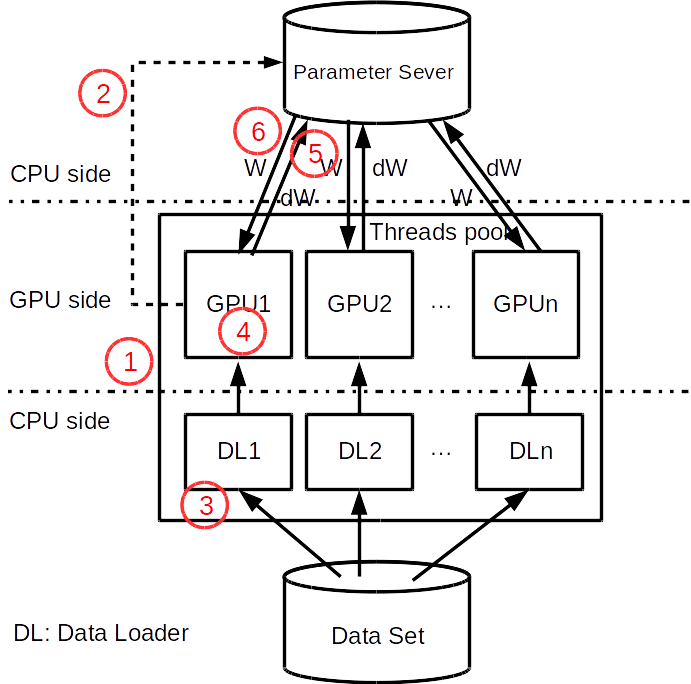 Parameter Sever
2
6
5
CPU side
W
W
dW
dW
dW
W
Threads pool
GPU side
GPU1
GPU2
...
GPUn
4
1
CPU side
DL1
DL2
...
DLn
3
DL: Data Loader
Data Set